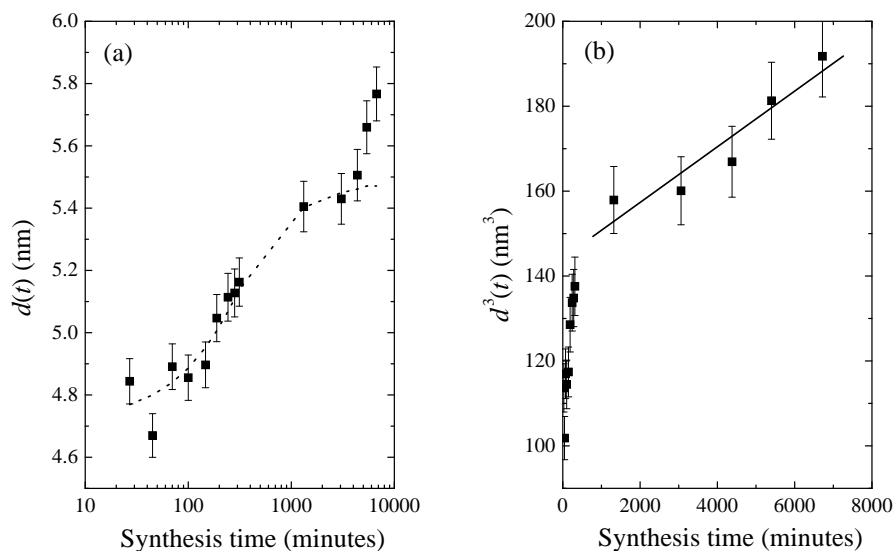 (a)
6.0
5.8
5.6
5.4
5.2
5.0
4.8
4.6
d(t) (nm)
10 100 1000 10000
Synthesis time (minutes)
(b)
200
180
160
140
120
100
d³(t) (nm³)
0 2000 4000 6000 8000
Synthesis time (minutes)